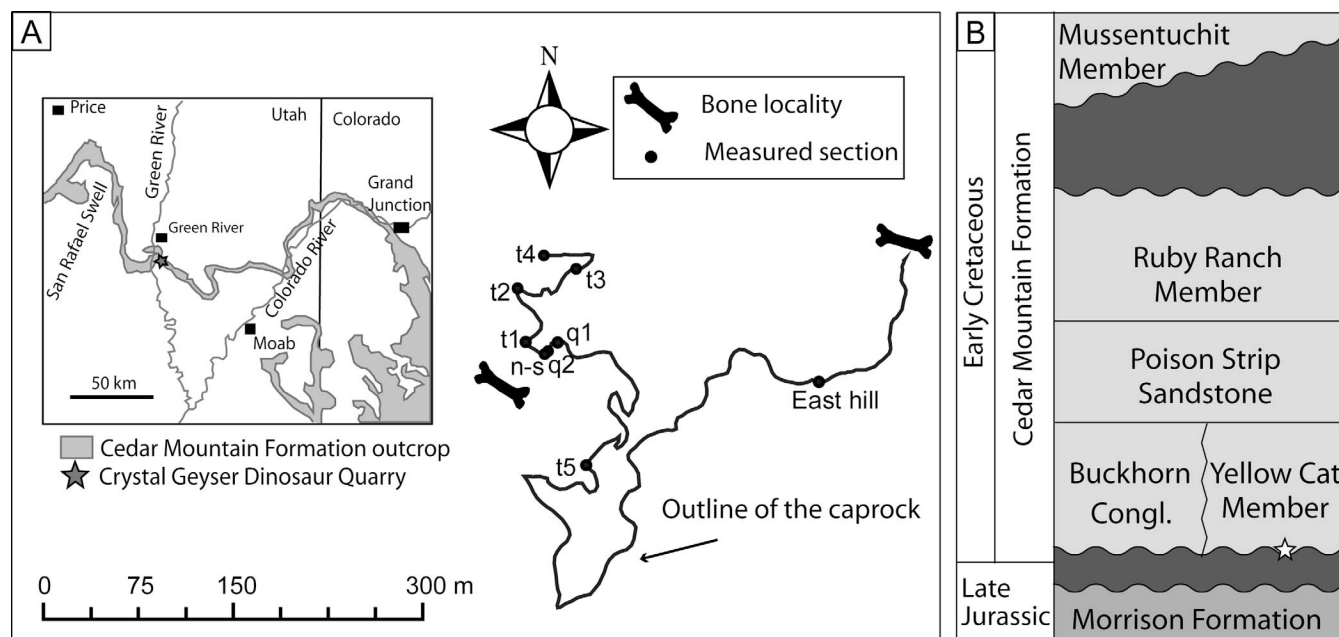 A
N
Bone locality
Measured section
Price
Green River
Utah
Colorado
San Rafael Swell
Green River
Grand
Junction
Colorado River
Moab
50 km
Cedar Mountain Formation outcrop
Crystal Geyser Dinosaur Quarry
t4
t3
t2
t1
q1
n-s
q2
East hill
t5
Outline of the caprock
0 75 150 300 m
B
Early Cretaceous
Cedar Mountain Formation
Mussentuchit
Member
Ruby Ranch
Member
Poison Strip
Sandstone
Buckhorn
Congl.
Yellow Cat
Member
Late
Jurassic
Morrison Formation